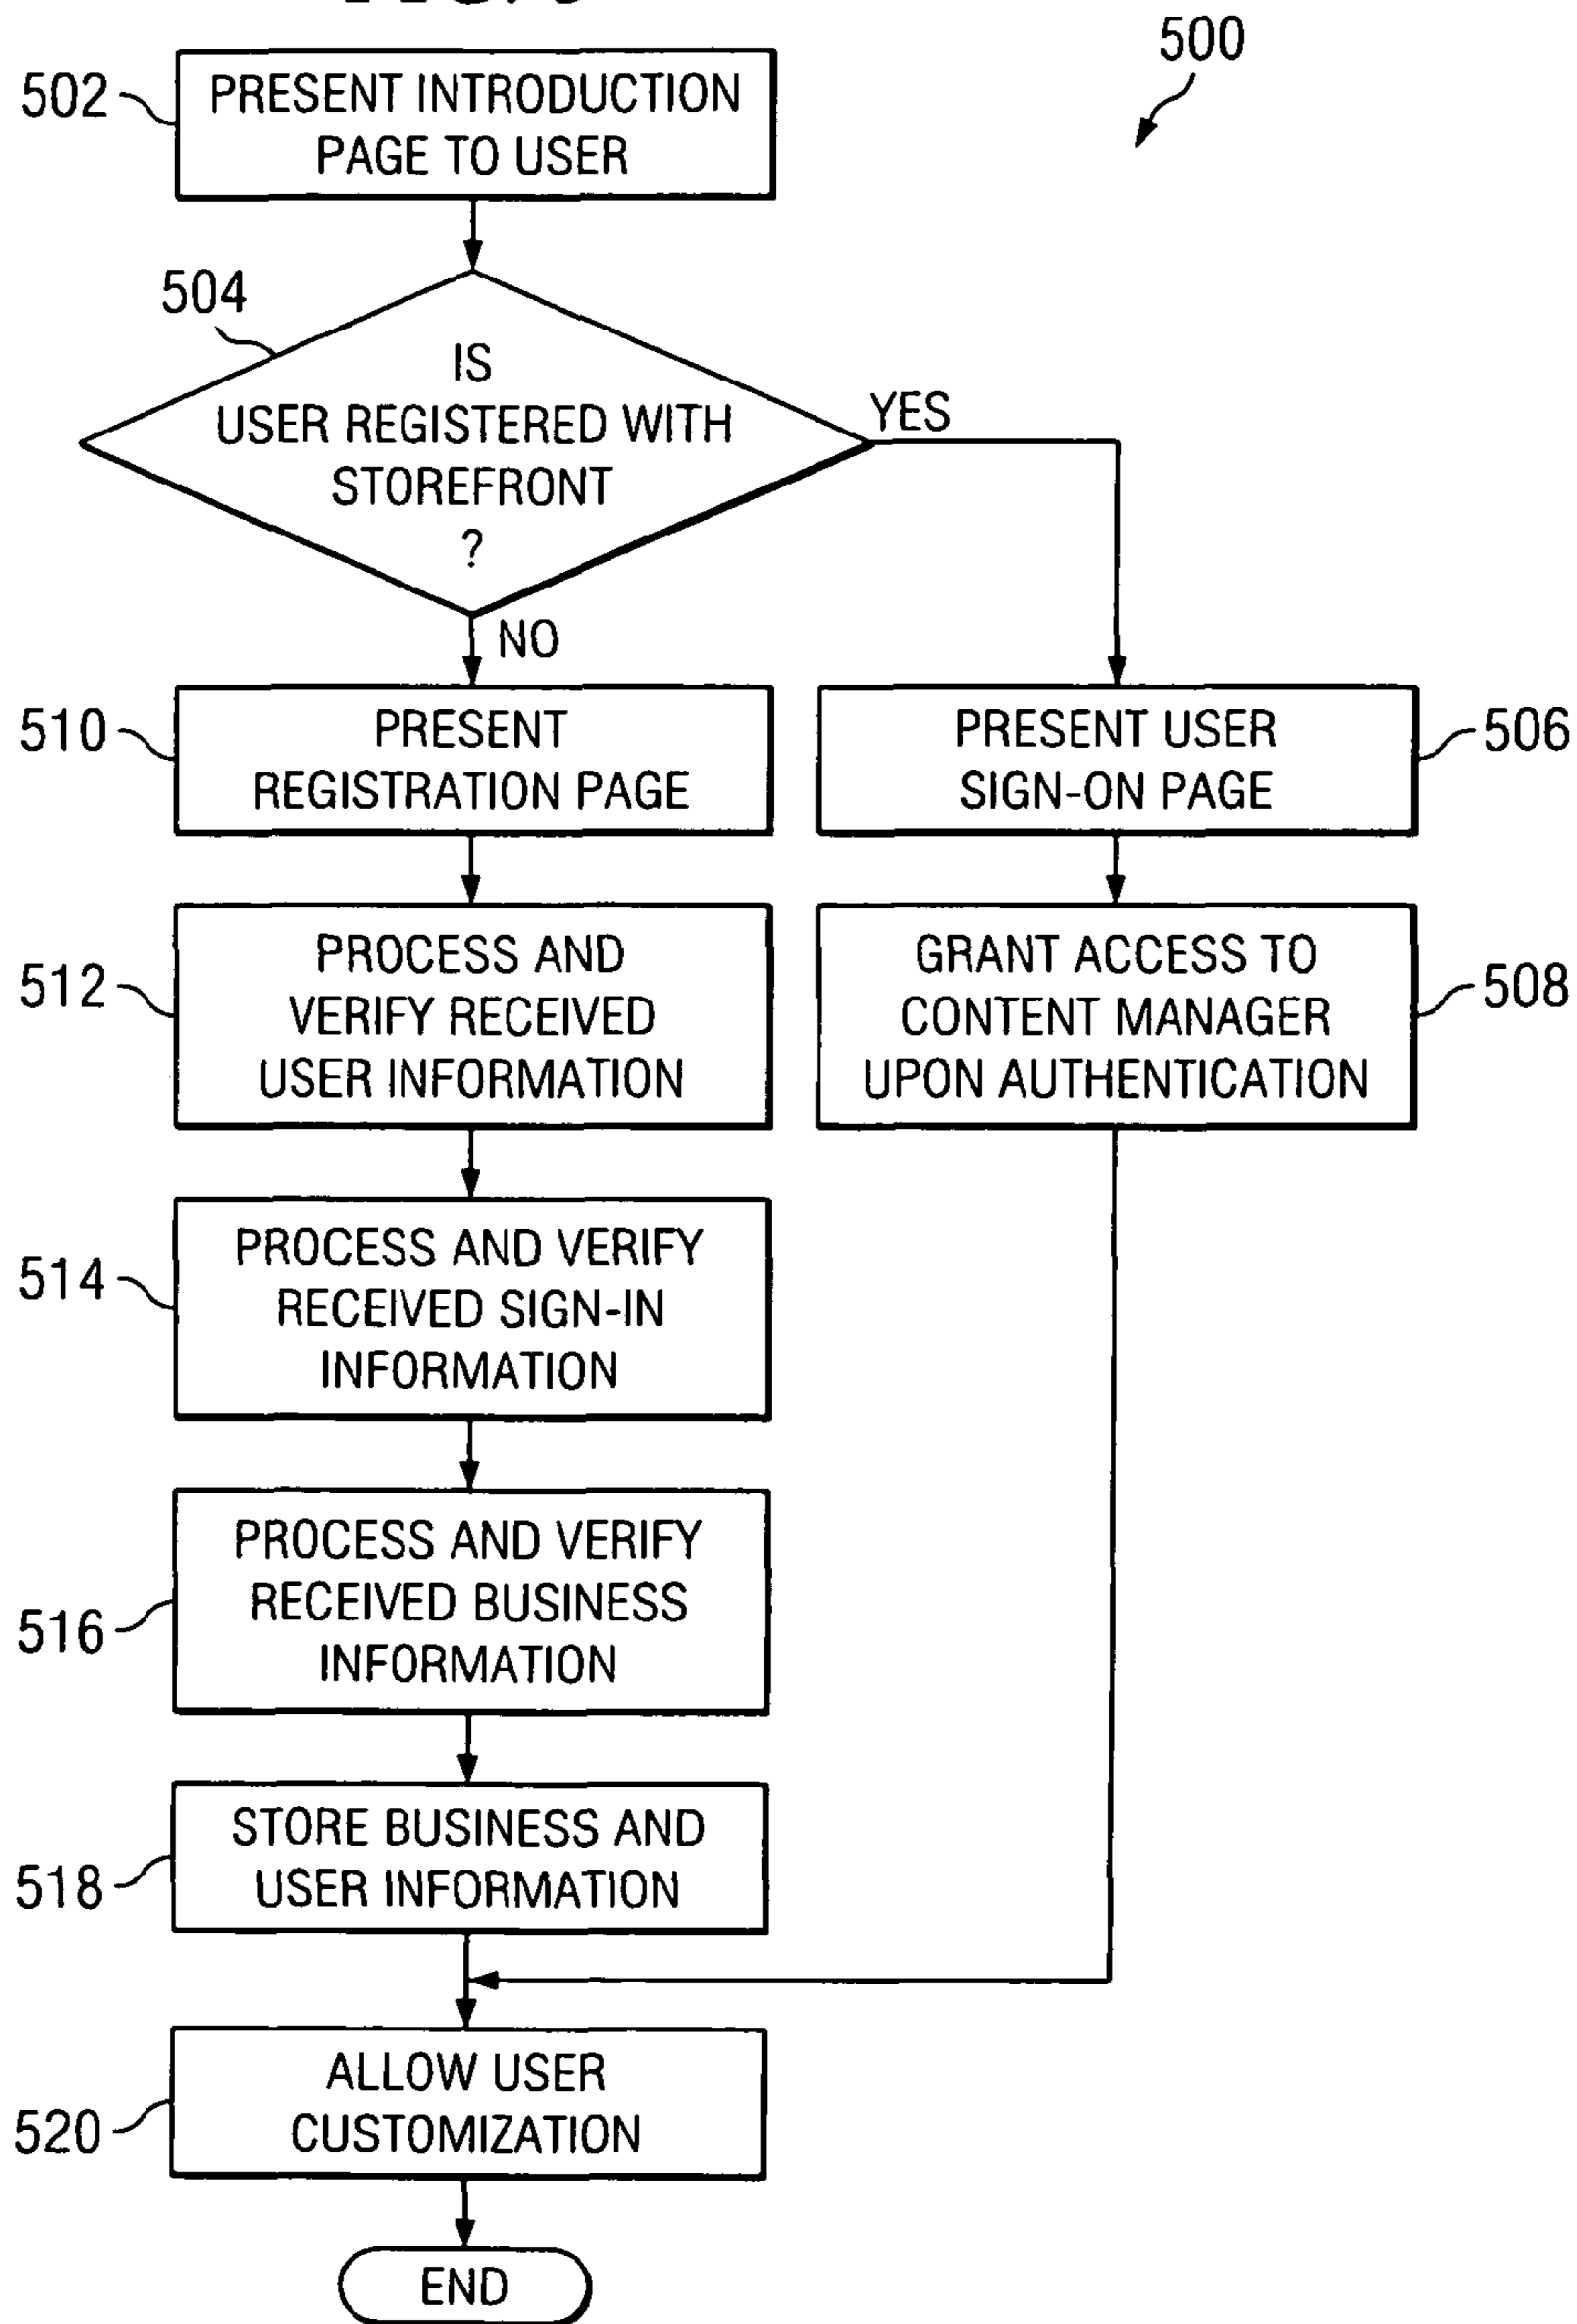 500
502
PRESENT INTRODUCTION
PAGE TO USER
504
IS
USER REGISTERED WITH
STOREFRONT
?
YES
NO
510
PRESENT
REGISTRATION PAGE
PRESENT USER
SIGN-ON PAGE
506
512
PROCESS AND
VERIFY RECEIVED
USER INFORMATION
GRANT ACCESS TO
CONTENT MANAGER
UPON AUTHENTICATION
508
514
PROCESS AND VERIFY
RECEIVED SIGN-IN
INFORMATION
516
PROCESS AND VERIFY
RECEIVED BUSINESS
INFORMATION
518
STORE BUSINESS AND
USER INFORMATION
520
ALLOW USER
CUSTOMIZATION
END